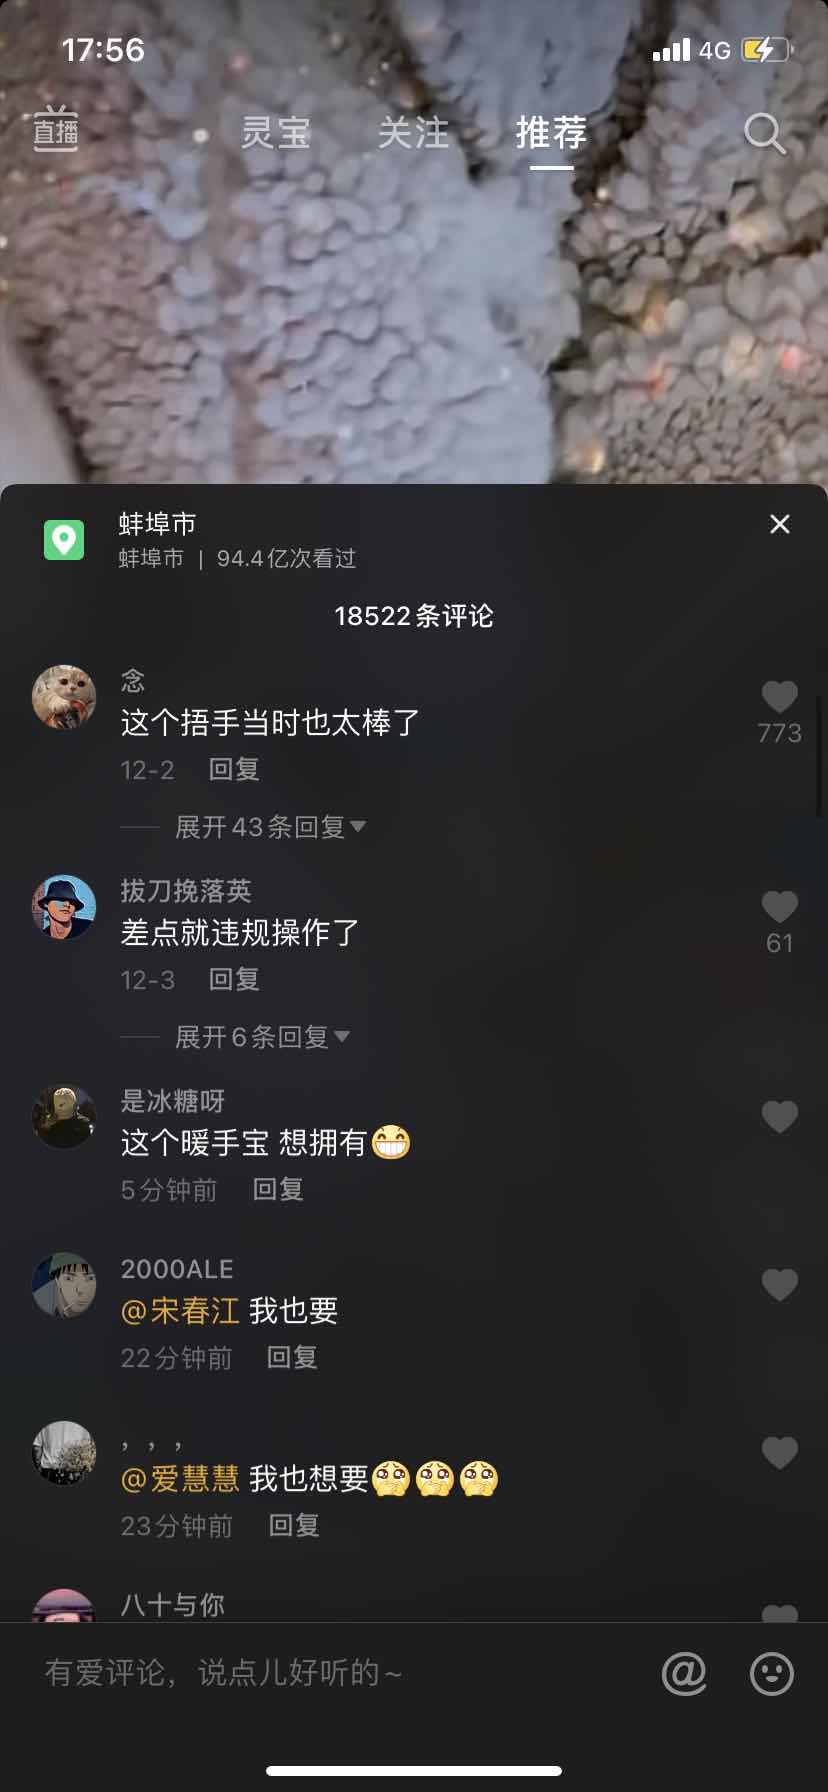 17:56
4G
直播
灵宝
关注
推荐
蚌埠市
蚌埠市 | 94.4亿次看过
18522条评论
念
这个捂手当时也太棒了
773
12-2 回复
展开43条回复
拔刀挽落英
差点就违规操作了
61
12-3 回复
展开6条回复
是冰糖呀
这个暖手宝 想拥有😁
5分钟前 回复
2000ALE
@宋春江 我也要
22分钟前 回复
，，，
@爱慧慧 我也想要🥺🥺🥺
23分钟前 回复
八十与你
有爱评论，说点儿好听的~
@